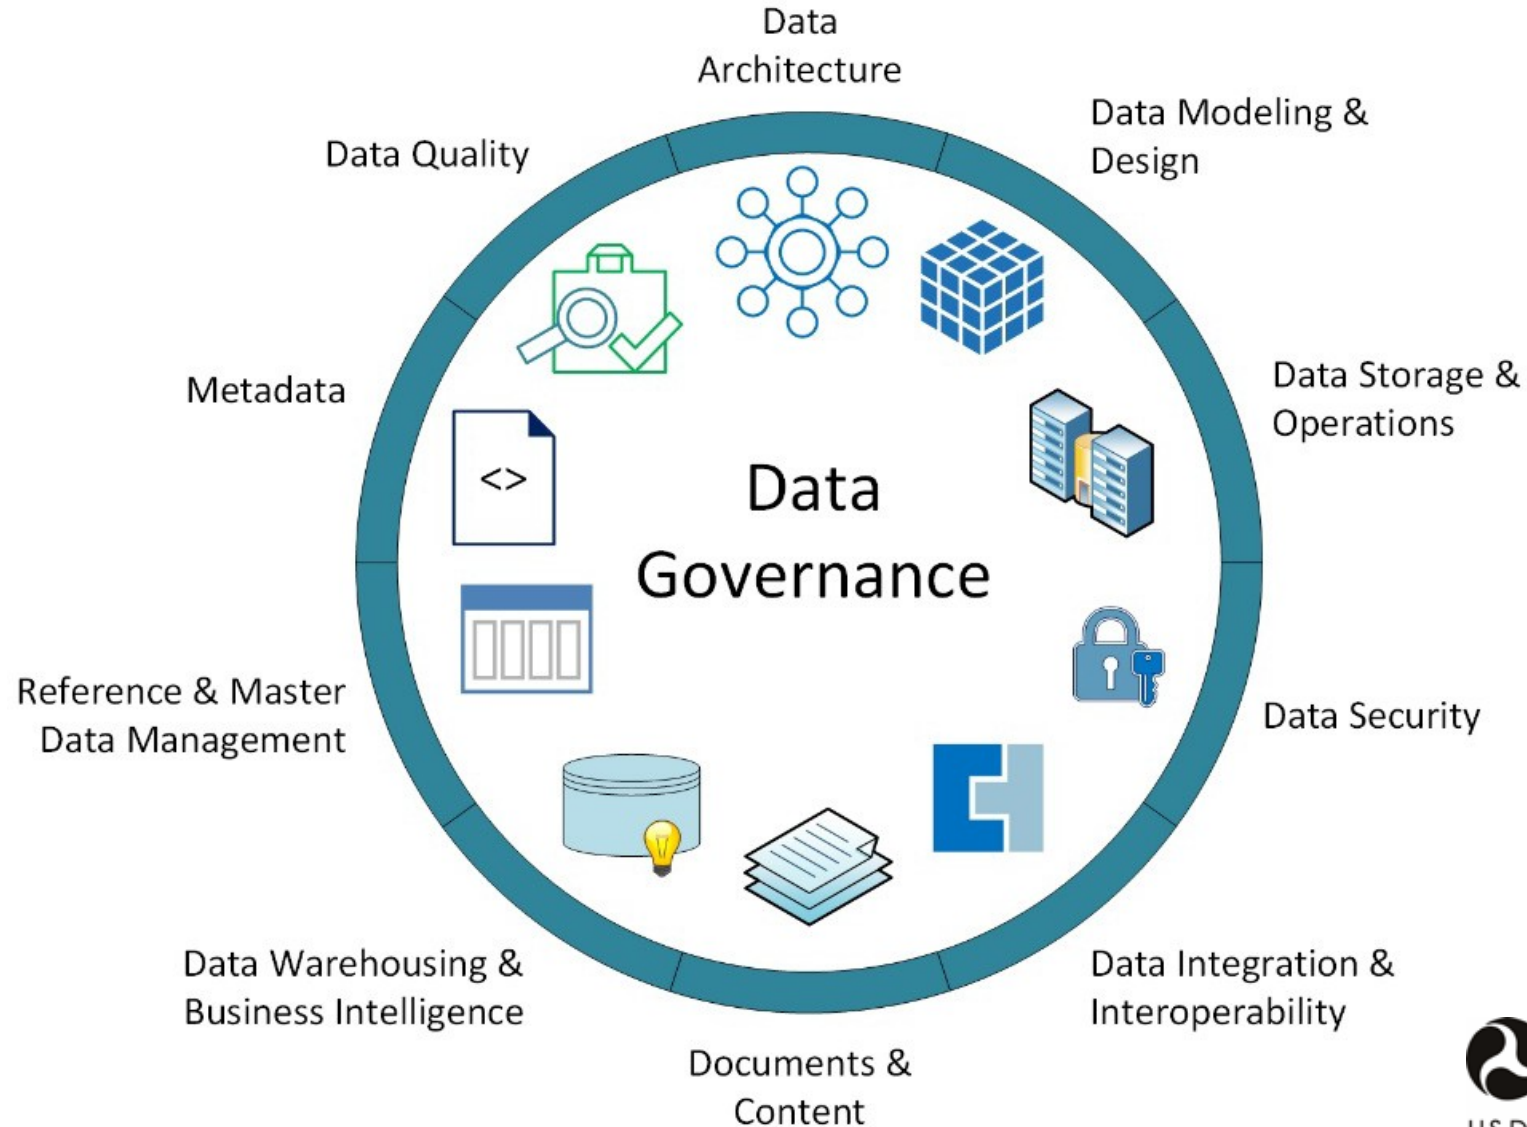 Data
Architecture
Data Modeling &
Design
Data Quality
Data Storage &
Operations
Metadata
<>
Data
Governance
Reference & Master
Data Management
Data Security
Data Warehousing &
Business Intelligence
Data Integration &
Interoperability
Documents &
Content